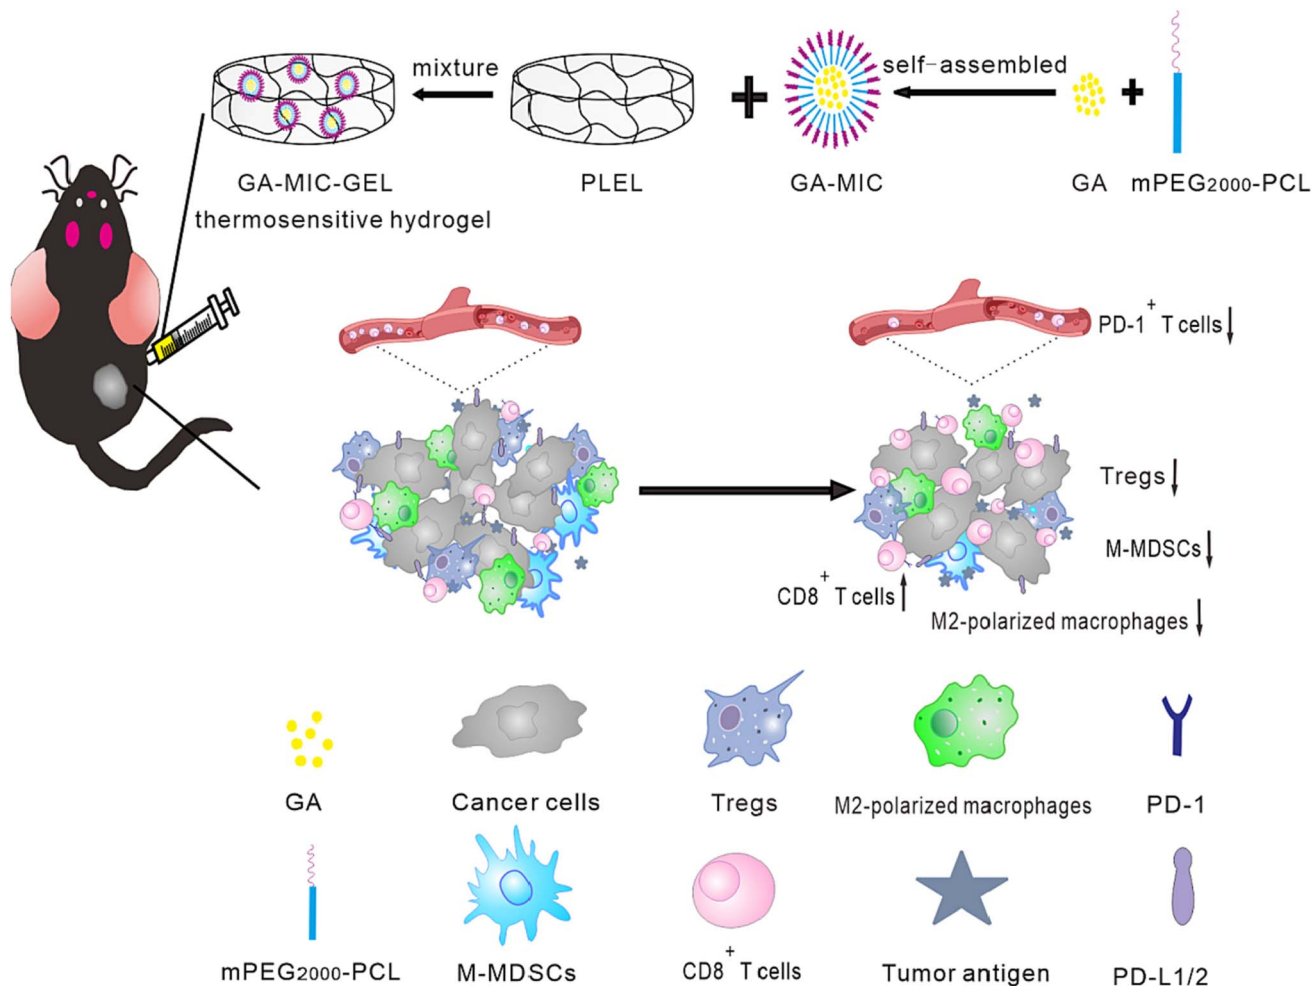 mixture
self-assembled
GA-MIC-GEL
thermosensitive hydrogel
PLEL
GA-MIC
GA
mPEG2000-PCL
PD-1+ T cells
Tregs
M-MDSCs
CD8+ T cells
M2-polarized macrophages
GA
Cancer cells
Tregs
M2-polarized macrophages
PD-1
mPEG2000-PCL
M-MDSCs
CD8+ T cells
Tumor antigen
PD-L1/2